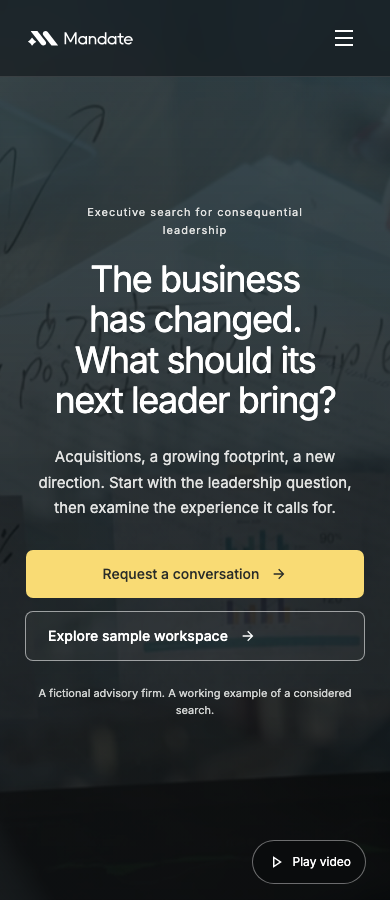 Mandate
Executive search for consequential
leadership
The business
has changed.
What should its
next leader bring?
Acquisitions, a growing footprint, a new
direction. Start with the leadership question,
then examine the experience it calls for.
Request a conversation
Explore sample workspace
A fictional advisory firm. A working example of a considered
search.
Play video